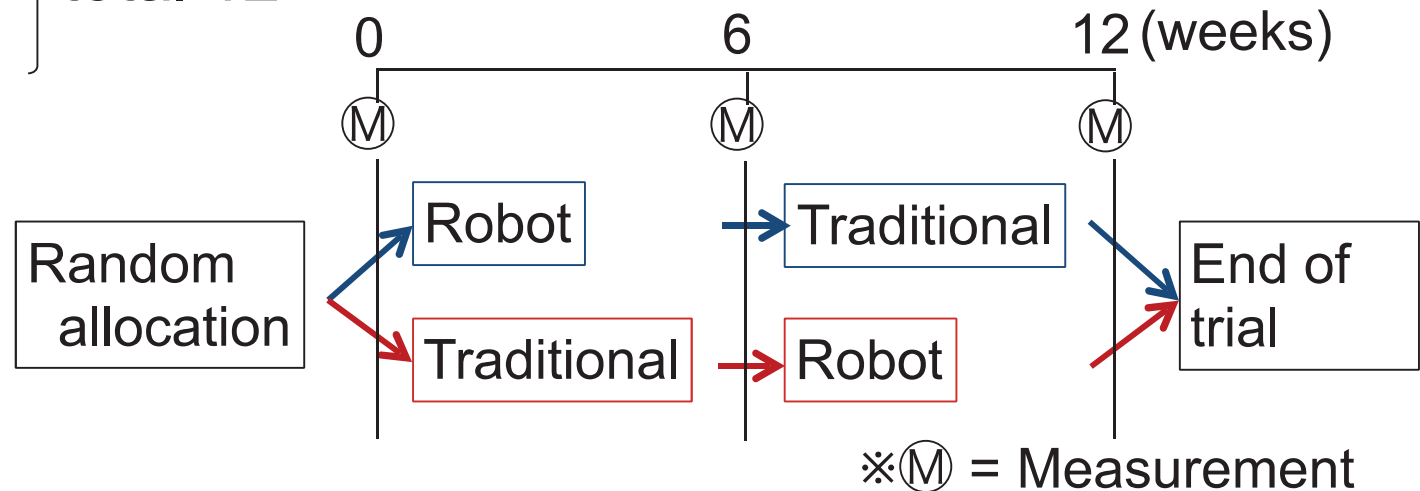 0 6 12 (weeks)
Ⓜ Ⓜ Ⓜ
Robot Traditional
Random
allocation
End of
trial
Traditional Robot
※Ⓜ = Measurement